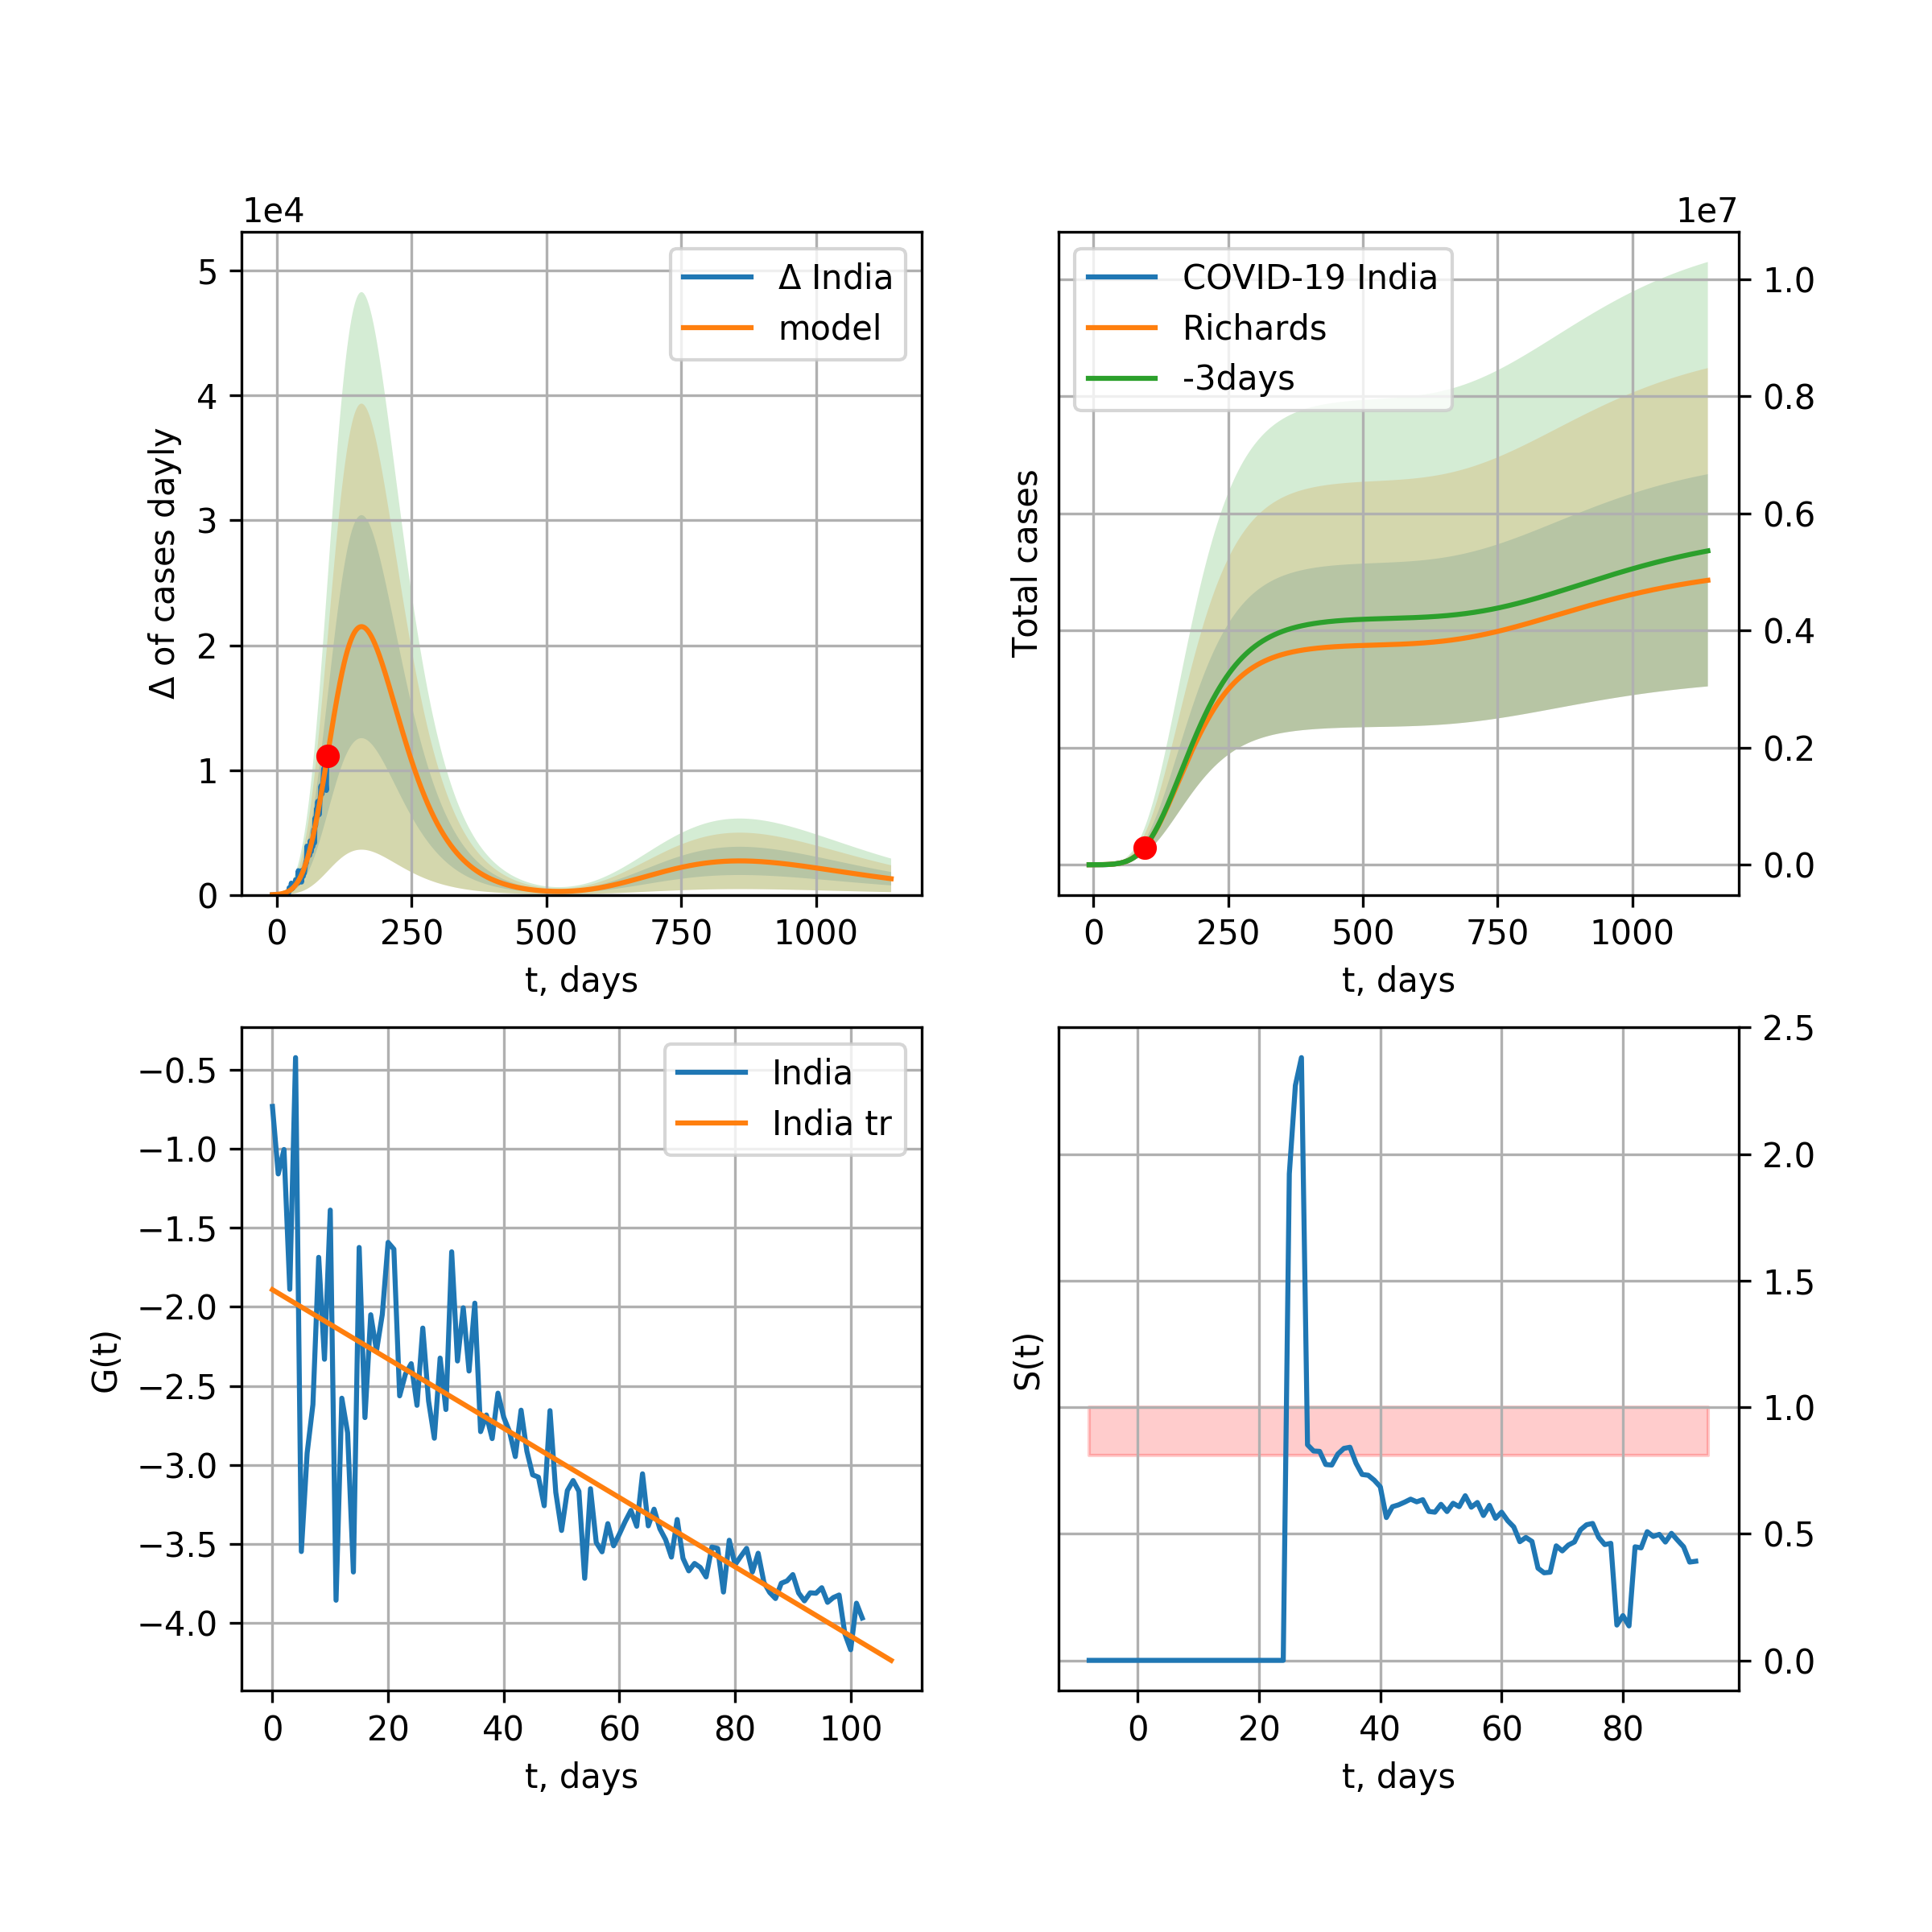 1e4
5
4
3
2
1
0
Δ of cases dayly
Δ India
model
0 250 500 750 1000
t, days
1e7
COVID-19 India
Richards
-3days
Total cases
1.0
0.8
0.6
0.4
0.2
0.0
0 250 500 750 1000
t, days
−0.5
−1.0
−1.5
−2.0
−2.5
−3.0
−3.5
−4.0
G(t)
India
India tr
0 20 40 60 80 100
t, days
S(t)
2.5
2.0
1.5
1.0
0.5
0.0
0 20 40 60 80
t, days